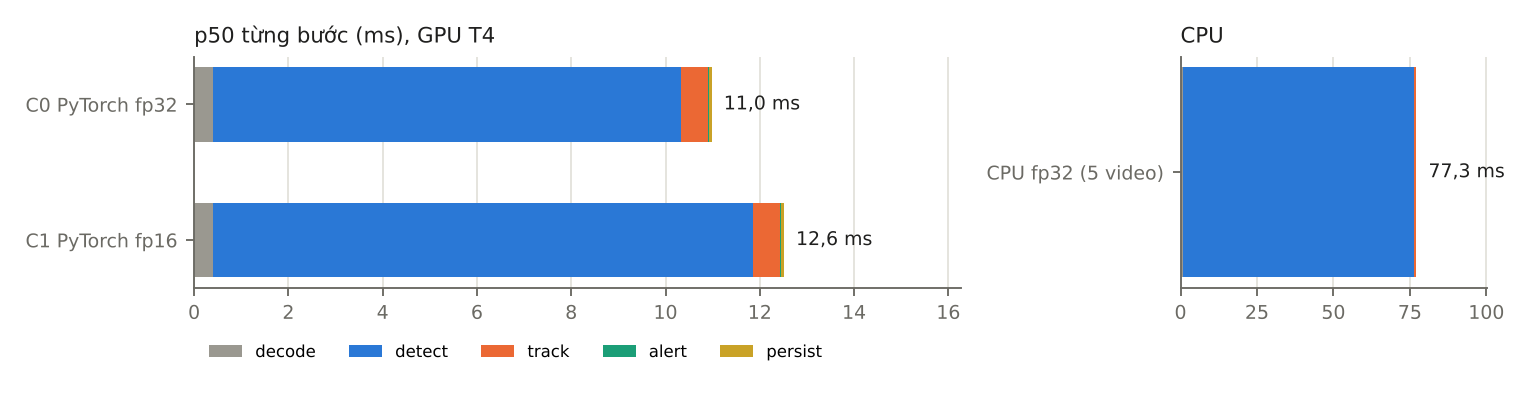 p50 từng bước (ms), GPU T4
C0 PyTorch fp32
11,0 ms
C1 PyTorch fp16
12,6 ms
0 2 4 6 8 10 12 14 16
decode detect track alert persist
CPU
CPU fp32 (5 video)
77,3 ms
0 25 50 75 100